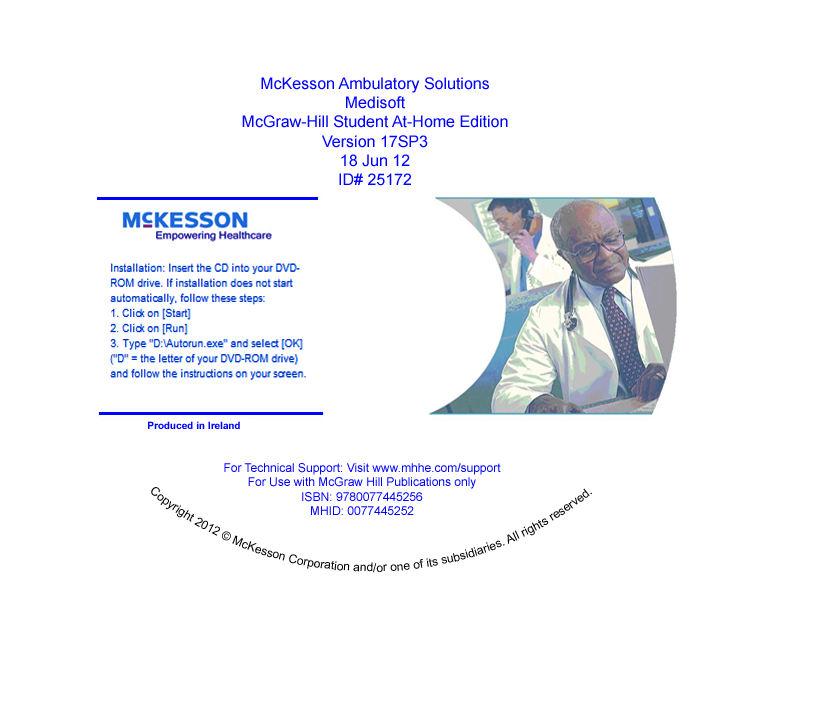 McKesson Ambulatory Solutions
Medisoft
McGraw-Hill Student At-Home Edition
Version 17SP3
18 Jun 12
ID# 25172
McKESSON
Empowering Healthcare
Installation: Insert the CD into your DVD-
ROM drive. If installation does not start
automatically, follow these steps:
1. Click on [Start]
2. Click on [Run]
3. Type "D:\Autorun.exe" and select [OK]
("D" = the letter of your DVD-ROM drive)
and follow the instructions on your screen.
Produced in Ireland
For Technical Support: Visit www.mhhe.com/support
For Use with McGraw Hill Publications only
ISBN: 9780077445256
MHID: 0077445252
Copyright 2012 © McKesson Corporation and/or one of its subsidiaries. All rights reserved.